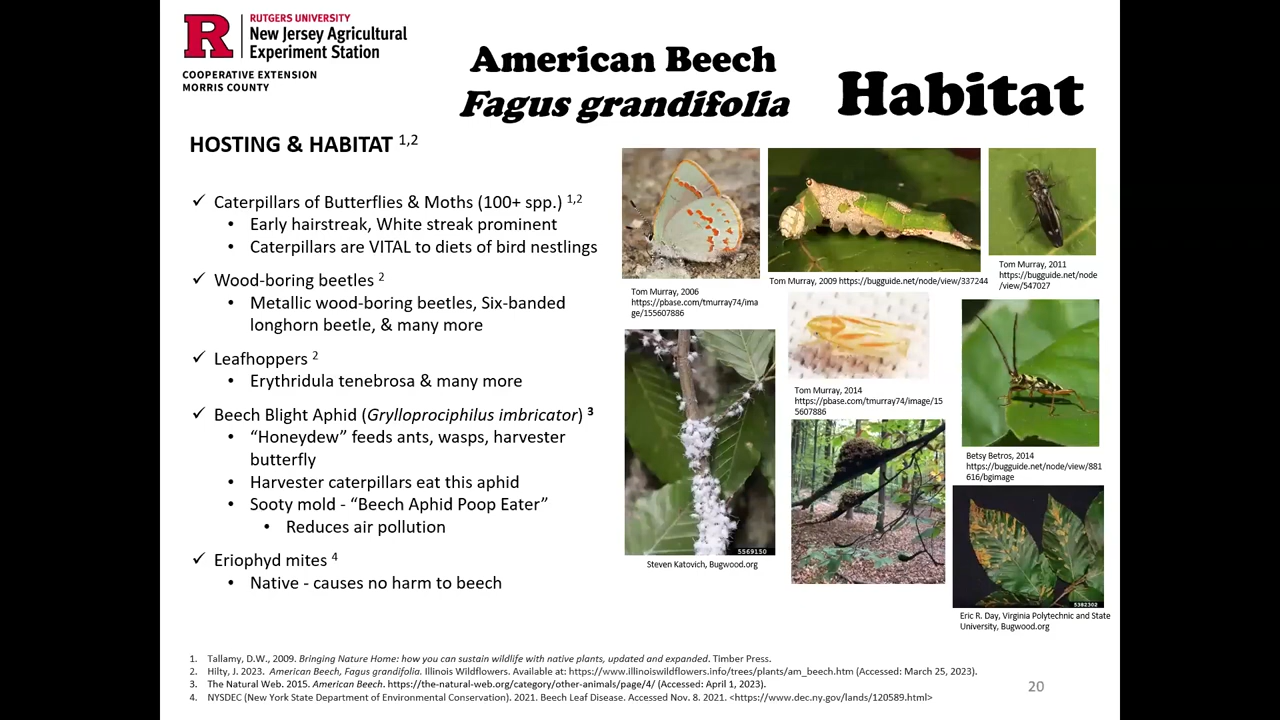 RUTGERS UNIVERSITY
New Jersey Agricultural
Experiment Station
COOPERATIVE EXTENSION
MORRIS COUNTY
American Beech
Fagus grandifolia
Habitat
HOSTING & HABITAT 1,2
✓ Caterpillars of Butterflies & Moths (100+ spp.) 1,2
• Early hairstreak, White streak prominent
• Caterpillars are VITAL to diets of bird nestlings
✓ Wood-boring beetles 2
• Metallic wood-boring beetles, Six-banded
longhorn beetle, & many more
✓ Leafhoppers 2
• Erythridula tenebrosa & many more
✓ Beech Blight Aphid (Grylloprociphilus imbricator) 3
• “Honeydew” feeds ants, wasps, harvester
butterfly
• Harvester caterpillars eat this aphid
• Sooty mold - “Beech Aphid Poop Eater”
• Reduces air pollution
✓ Eriophyd mites 4
• Native - causes no harm to beech
Tom Murray, 2006
https://pbase.com/tmurray74/ima
ge/155607886
Tom Murray, 2009 https://bugguide.net/node/view/337244
Tom Murray, 2011
https://bugguide.net/node
/view/547027
Tom Murray, 2014
https://pbase.com/tmurray74/image/15
5607886
Betsy Betros, 2014
https://bugguide.net/node/view/881
616/bgimage
5569150
Steven Katovich, Bugwood.org
5382302
Eric R. Day, Virginia Polytechnic and State
University, Bugwood.org
1. Tallamy, D.W., 2009. Bringing Nature Home: how you can sustain wildlife with native plants, updated and expanded. Timber Press.
2. Hilty, J. 2023. American Beech, Fagus grandifolia. Illinois Wildflowers. Available at: https://www.illinoiswildflowers.info/trees/plants/am_beech.htm (Accessed: March 25, 2023).
3. The Natural Web. 2015. American Beech. https://the-natural-web.org/category/other-animals/page/4/ (Accessed: April 1, 2023).
4. NYSDEC (New York State Department of Environmental Conservation). 2021. Beech Leaf Disease. Accessed Nov. 8. 2021. <https://www.dec.ny.gov/lands/120589.html>
20